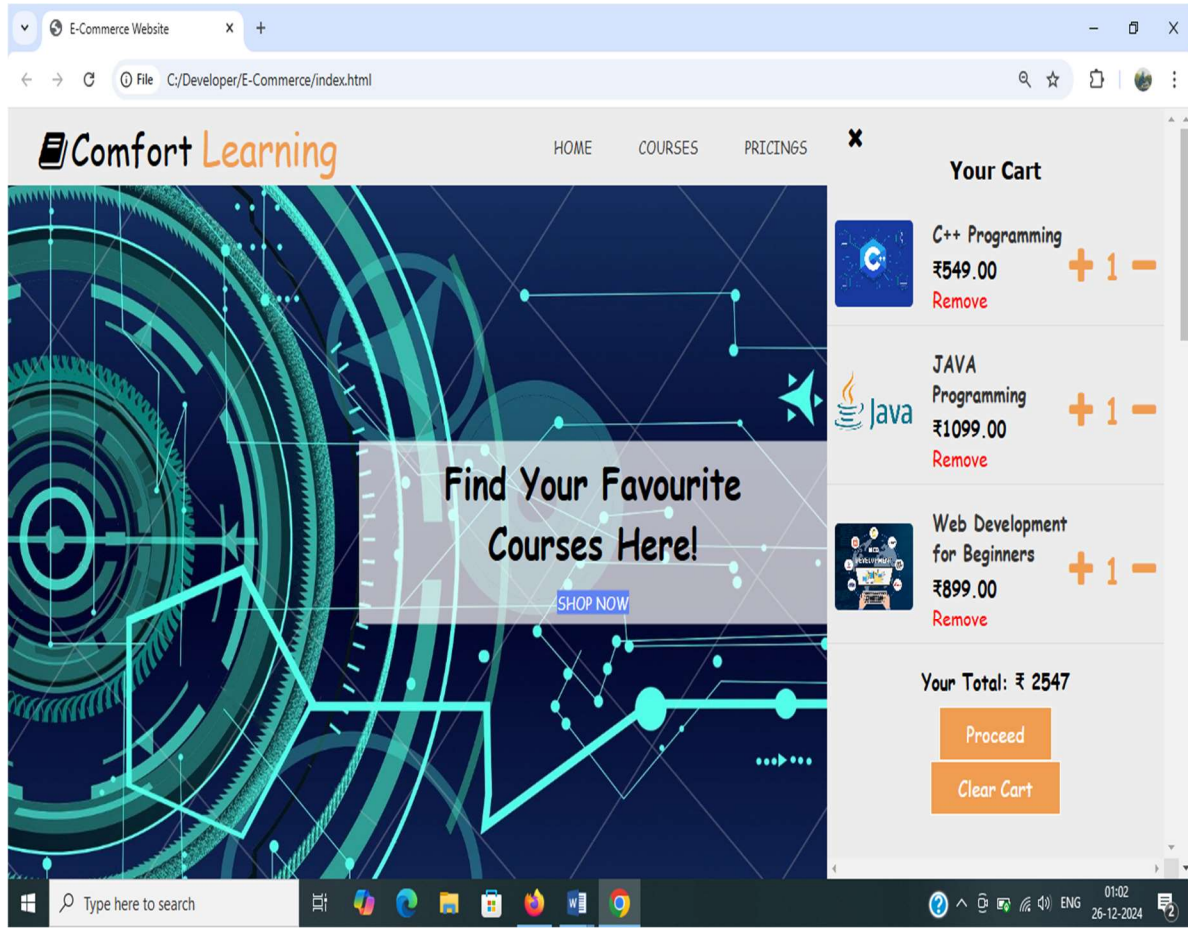 E-Commerce Website
File C:/Developer/E-Commerce/index.html
Comfort Learning
HOME COURSES PRICINGS
Find Your Favourite
Courses Here!
SHOP NOW
Your Cart
C++ Programming
₹549.00
Remove
1
JAVA
Programming
₹1099.00
Remove
1
Java
Web Development
for Beginners
₹899.00
Remove
1
Your Total: ₹ 2547
Proceed
Clear Cart
Type here to search
ENG
01:02
26-12-2024
2